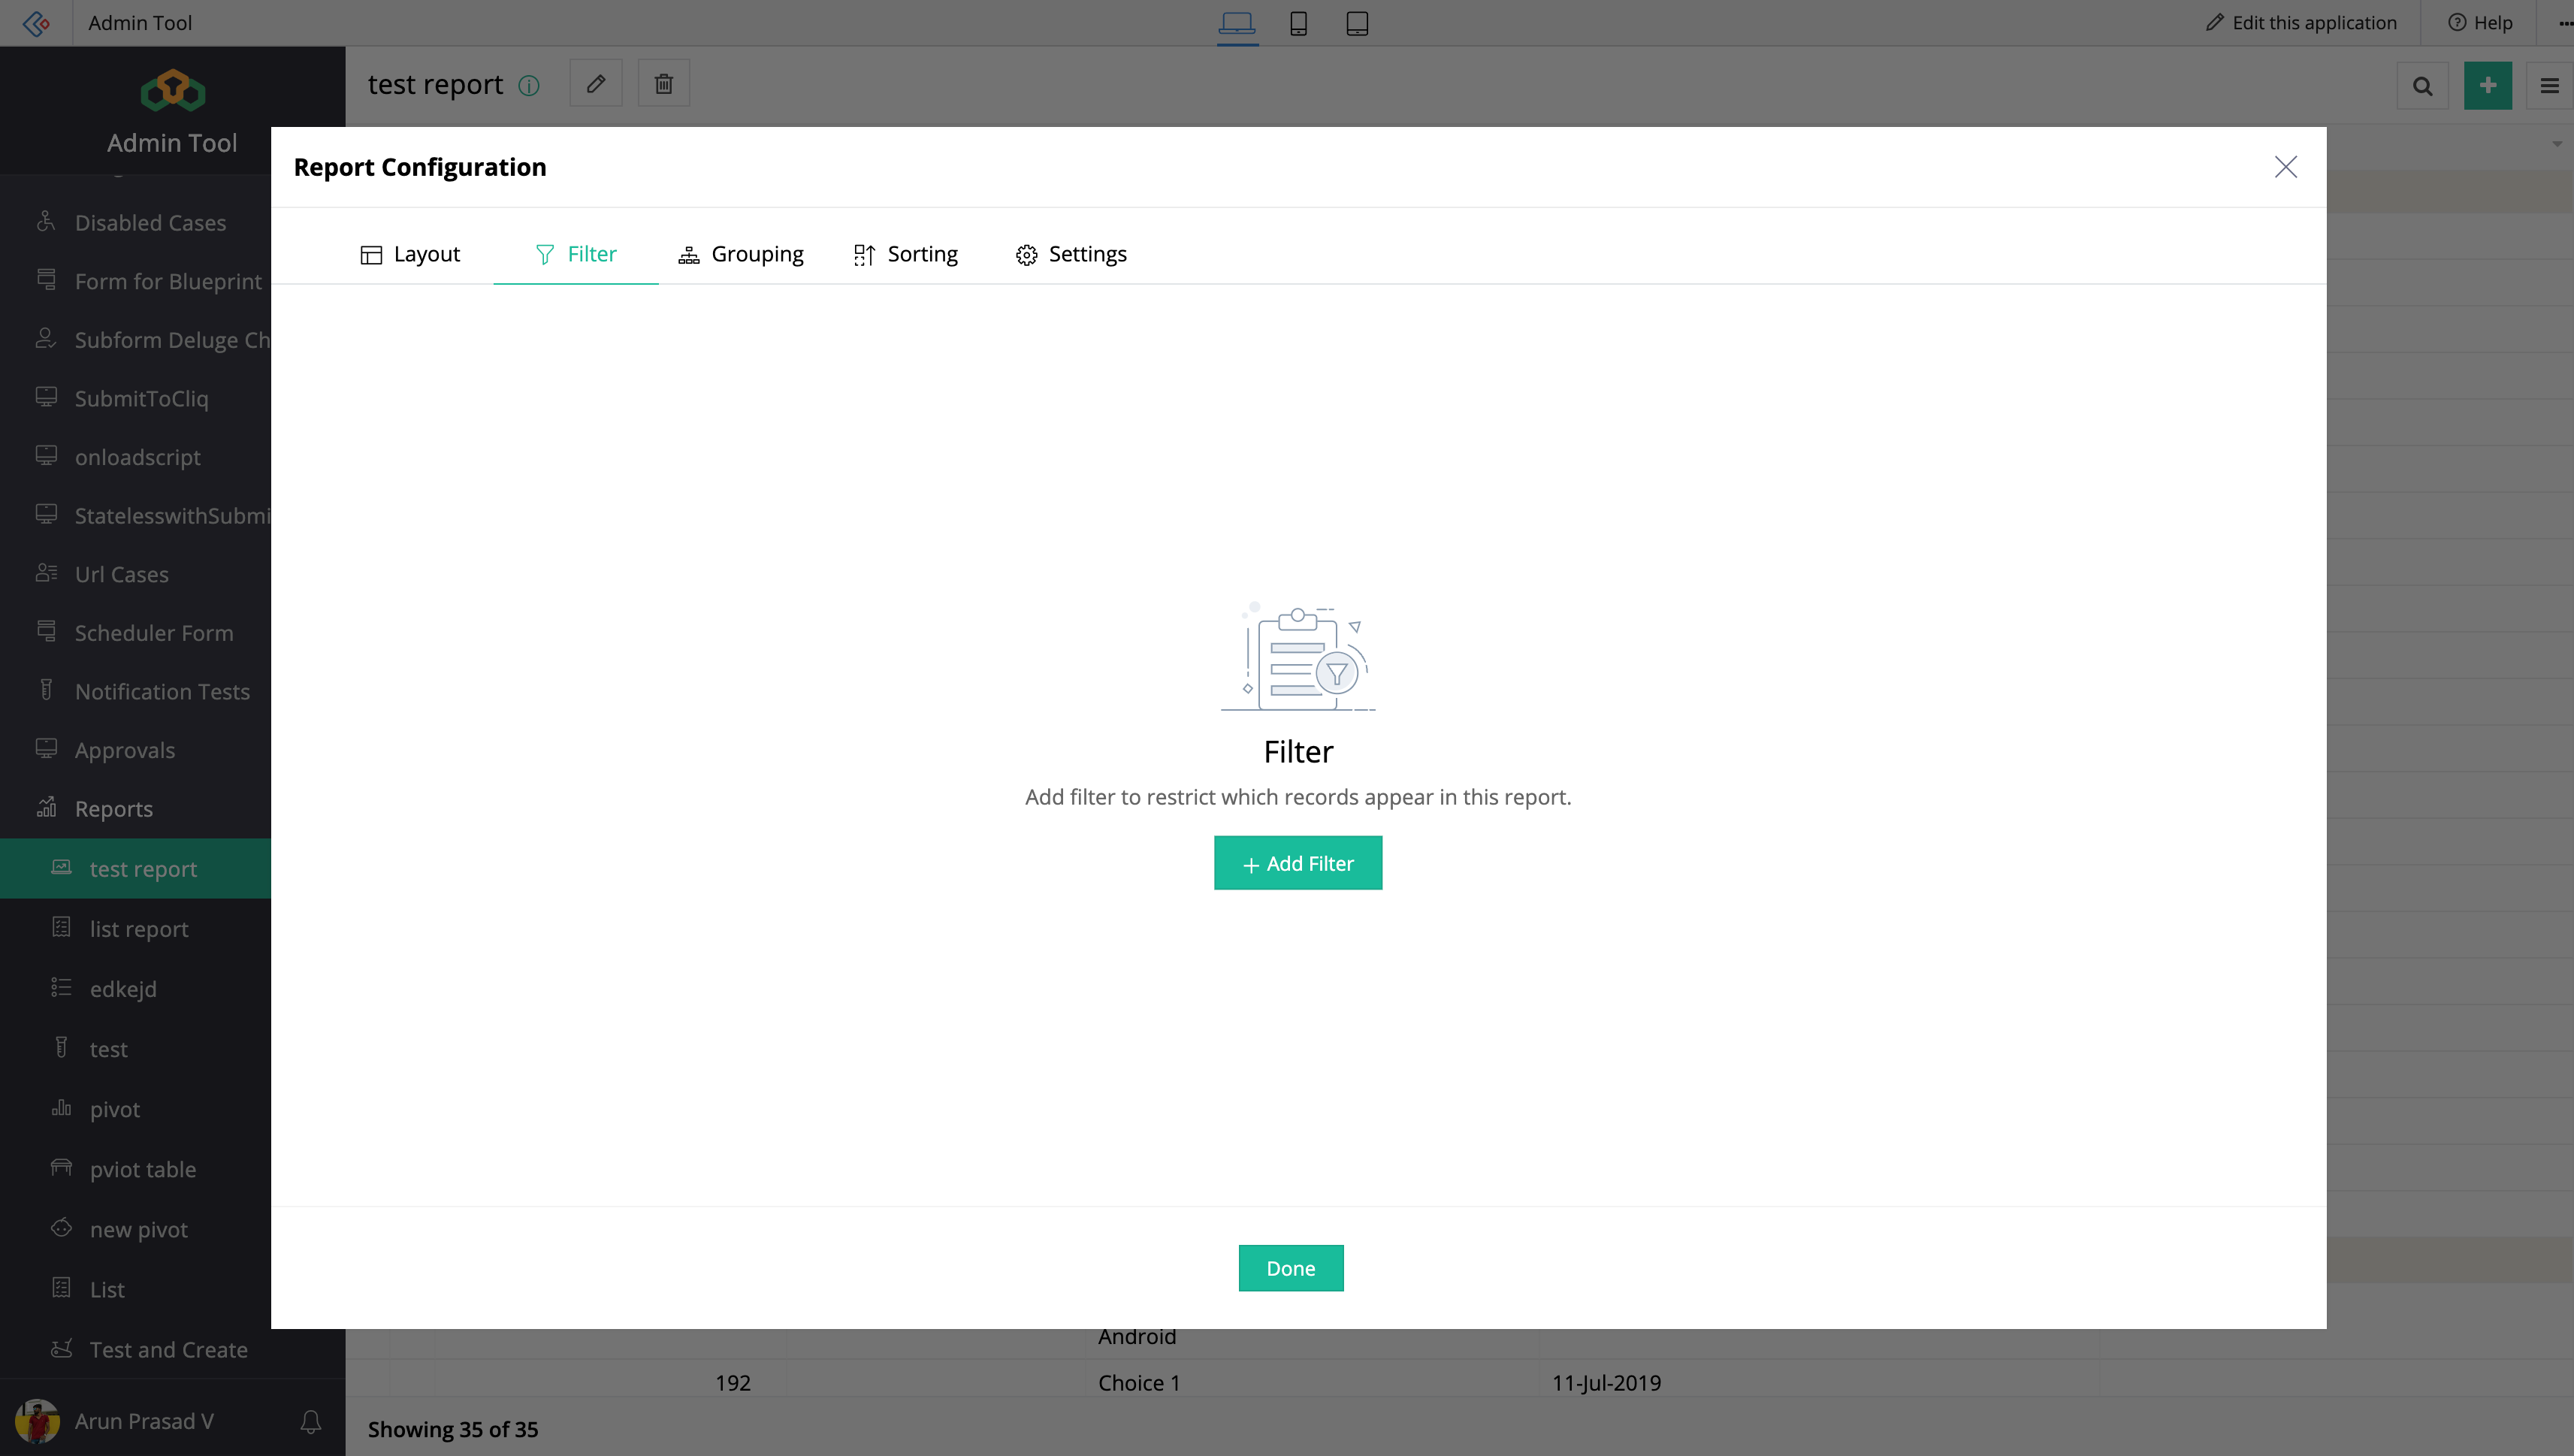 Admin Tool
Edit this application
Help
Admin Tool
test report
Report Configuration
Layout
Filter
Grouping
Sorting
Settings
Disabled Cases
Form for Blueprint
Subform Deluge Ch
SubmitToCliq
onloadscript
StatelesswithSubmi
Url Cases
Scheduler Form
Notification Tests
Approvals
Reports
test report
list report
edkejd
test
pivot
pviot table
new pivot
List
Test and Create
Arun Prasad V
Filter
Add filter to restrict which records appear in this report.
+ Add Filter
Done
Android
192
Choice 1
11-Jul-2019
Showing 35 of 35